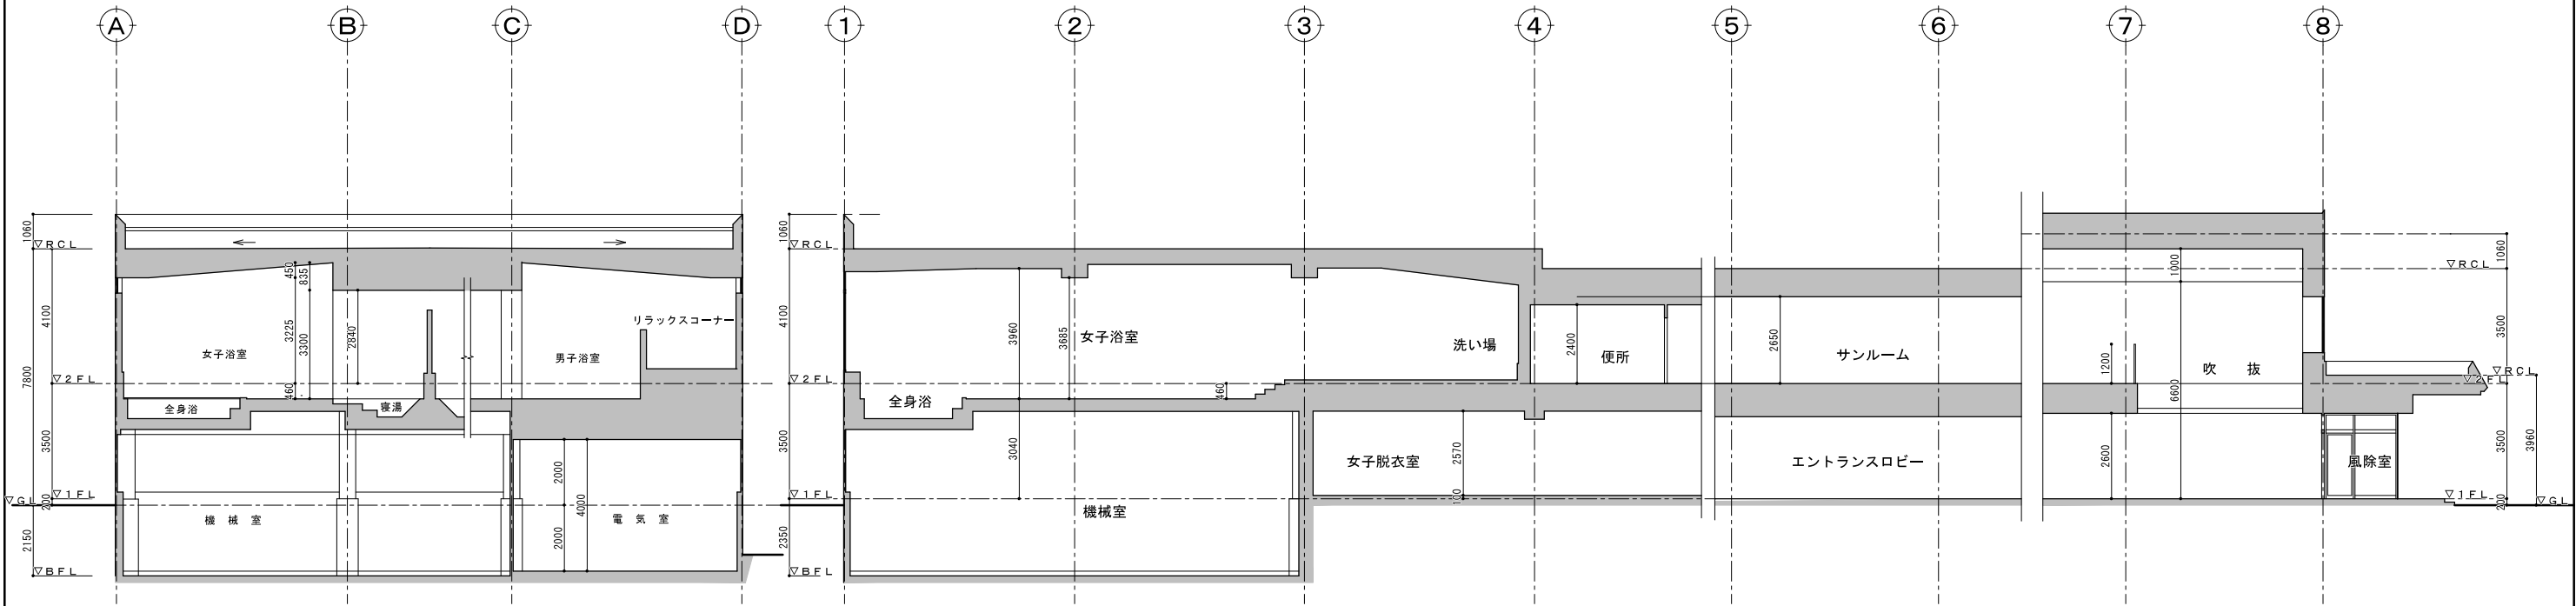 A B C D 1 2 3 4 5 6 7 8
1060
▽RCL
4100
7800
▽2FL
3500
▽1FL
▽GL
200
2150
▽BFL
450
835
3225
3300
2840
460
女子浴室
全身浴
寝湯
男子浴室
リラックスコーナー
機械室
電気室
2000
4000
2000
1060
▽RCL
4100
▽2FL
3500
▽1FL
2350
▽BFL
3960
3685
女子浴室
洗い場
460
全身浴
3040
機械室
2400
便所
2650
サンルーム
女子脱衣室
2570
100
エントランスロビー
1000
1200
吹抜
6600
2600
風除室
1060
▽RCL
3500
▽RCL
▽2FL
3500
3960
▽1FL
▽GL
200